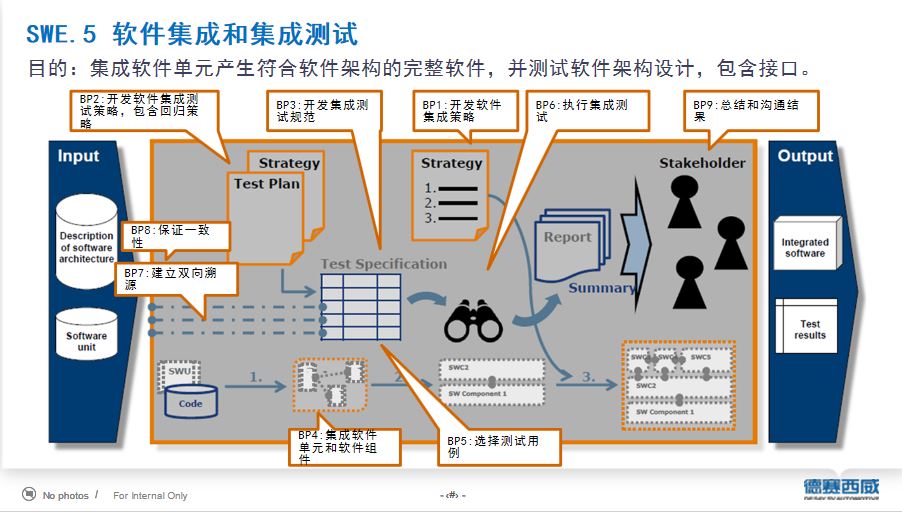 SWE.5 软件集成和集成测试
目的：集成软件单元产生符合软件架构的完整软件，并测试软件架构设计，包含接口。
BP2:开发软件集成测
试策略，包含回归策
略
BP3:开发集成测
试规范
BP1:开发软件
集成策略
BP6:执行集成测
试
BP9:总结和沟通结
果
Input
Description
of software
architecture
Software
unit
Strategy
Test Plan
BP8:保证一致
性
BP7:建立双向溯
源
Test Specification
Strategy
1.
2.
3.
Report
Summary
Stakeholder
Output
Integrated
software
Test
results
SWU
Code
1.
2
SWC2
SW Component 1
3.
SWC5
SWC2
SW Component 1
BP4:集成软件
单元和软件组
件
BP5:选择测试用
例
No photos /
For Internal Only
-‹#›-
德赛西威